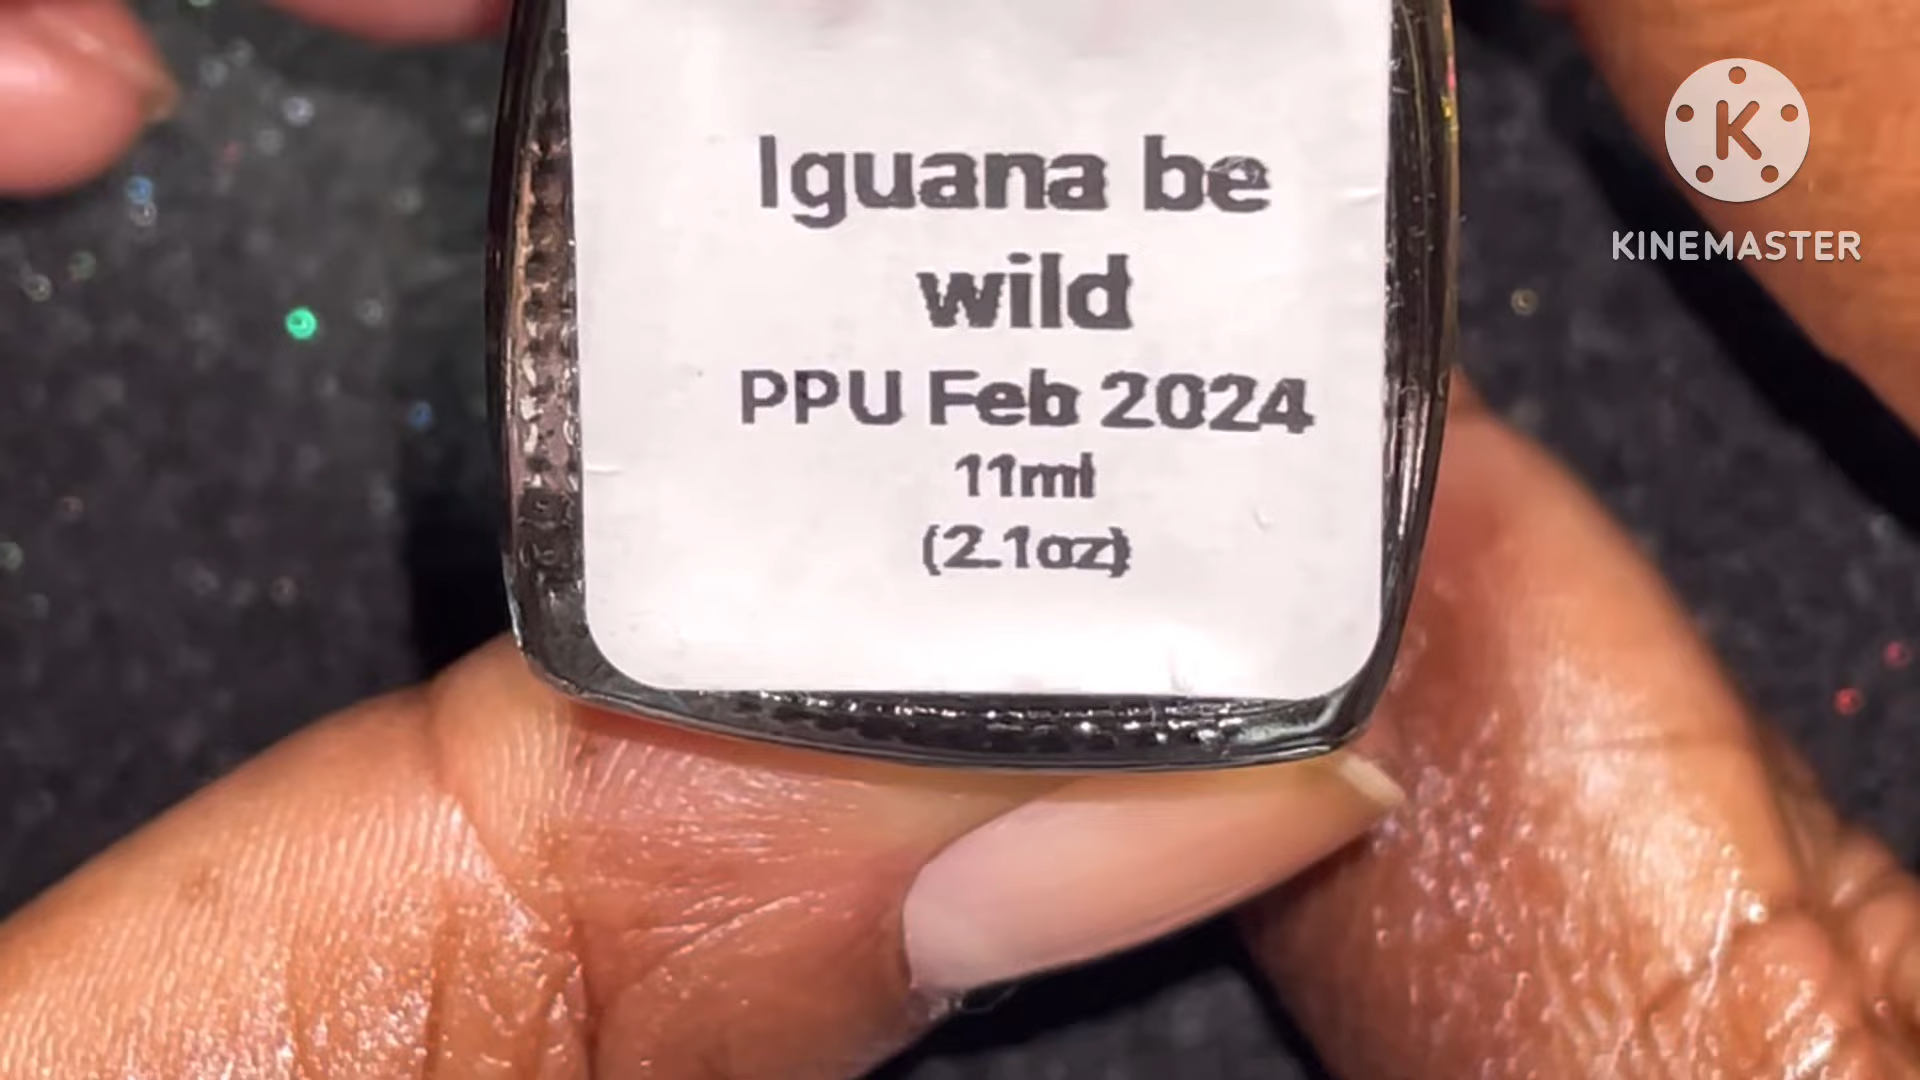 Iguana be
wild
PPU Feb 2024
11ml
(2.1oz)
K
KINEMASTER